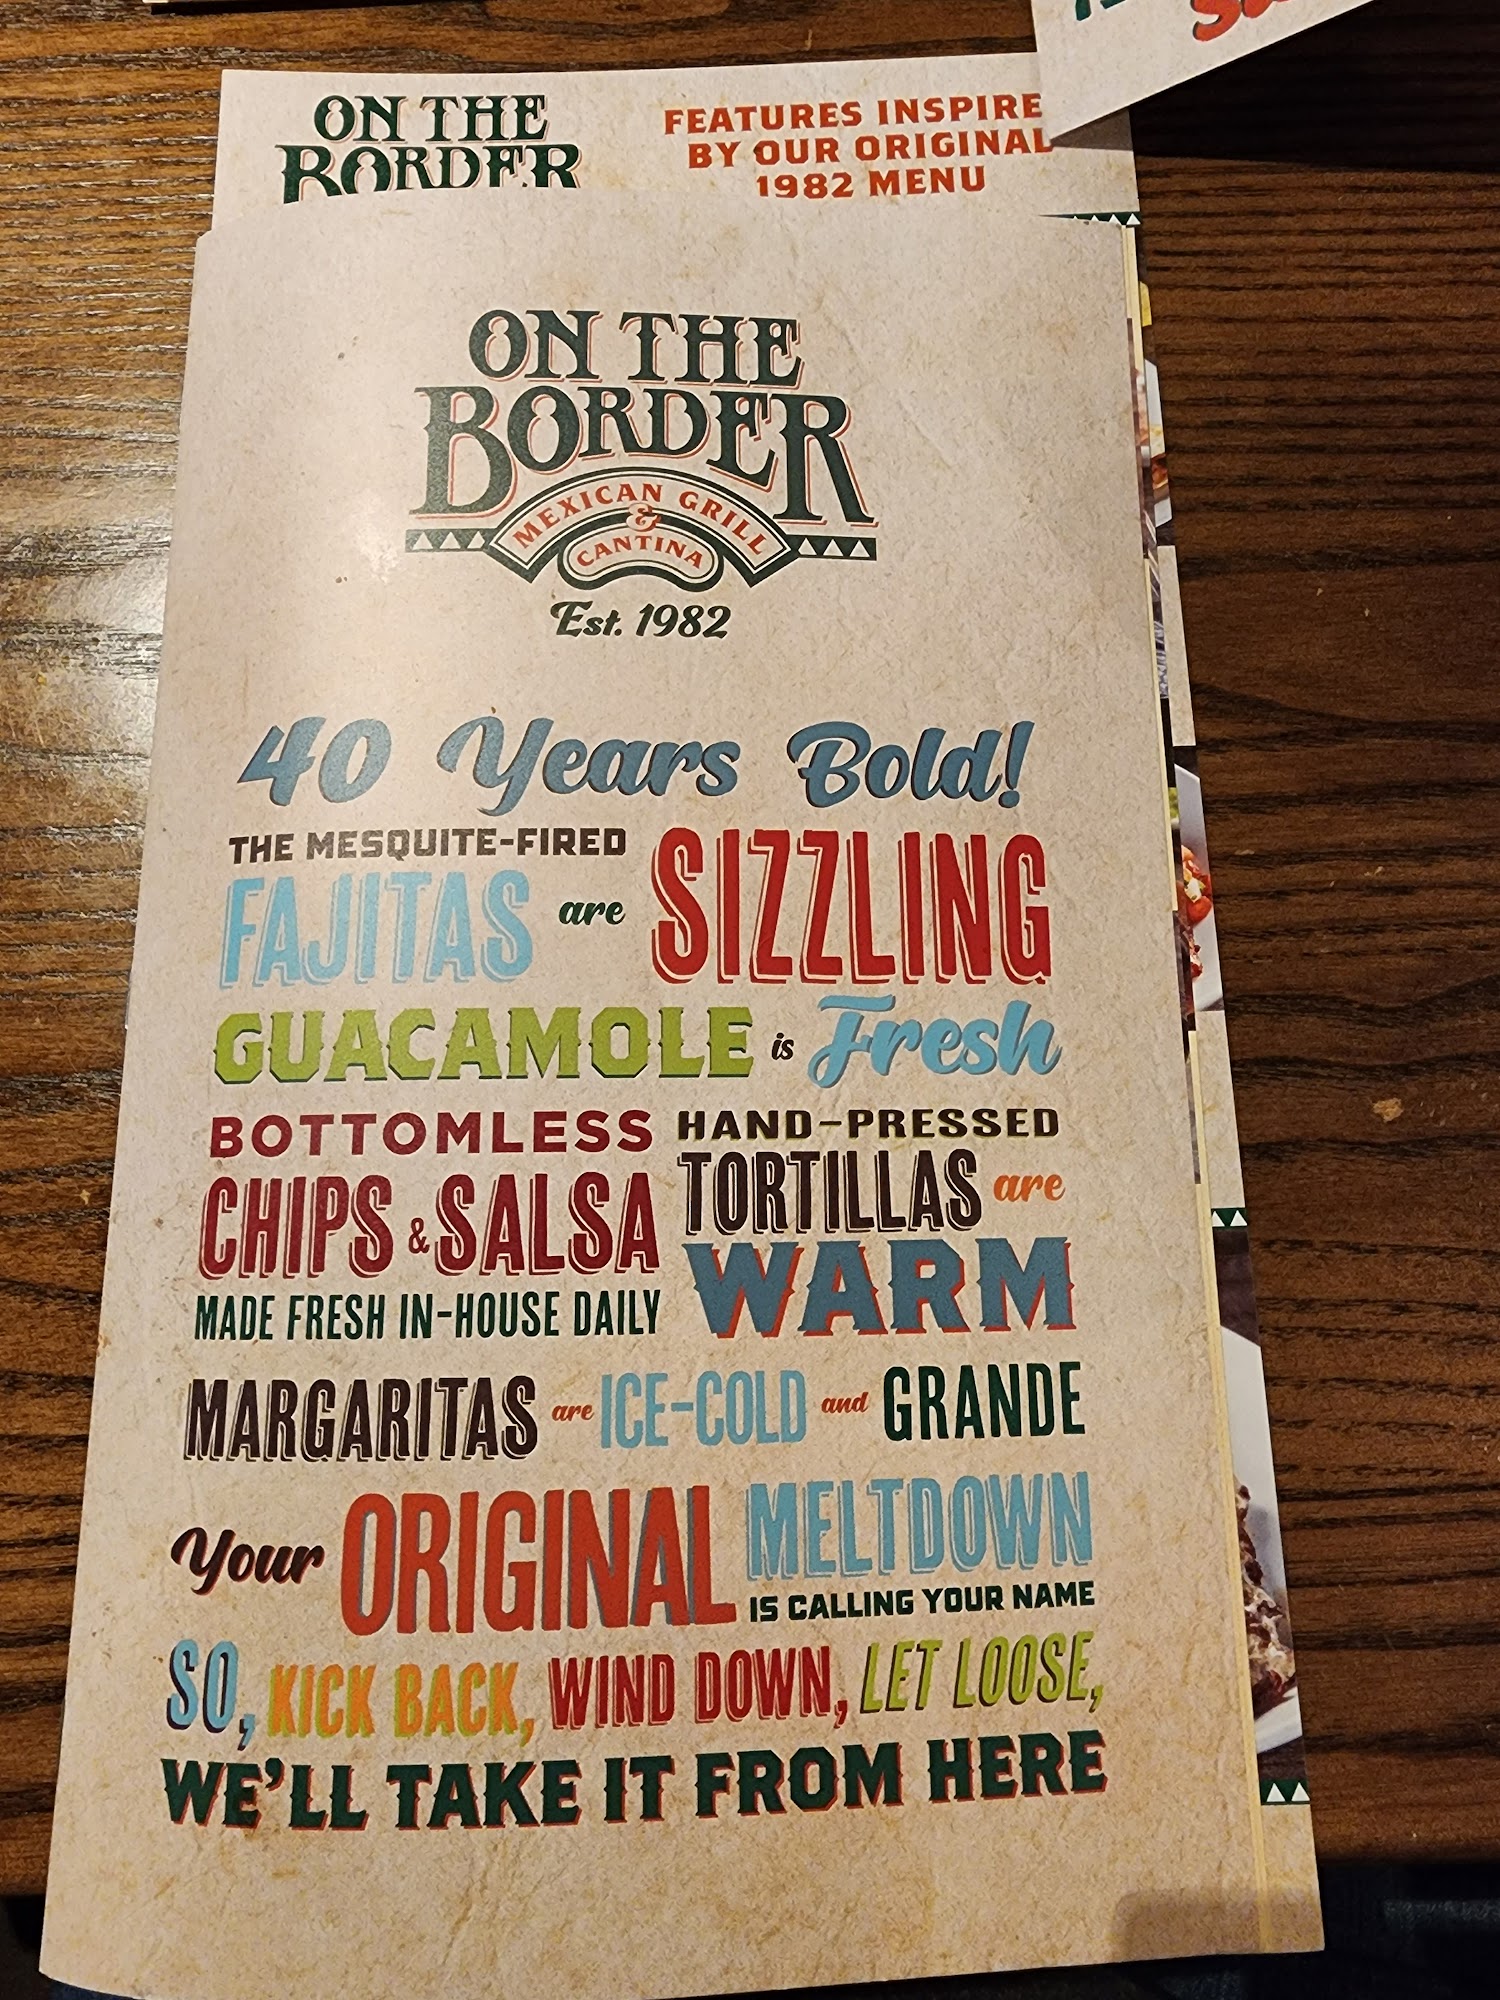 ON THE
BORDER
FEATURES INSPIRE
BY OUR ORIGINAL
1982 MENU
ON THE
BORDER
MEXICAN GRILL
&
CANTINA
Est. 1982
40 Years Bold!
THE MESQUITE-FIRED
FAJITAS are SIZZLING
GUACAMOLE is Fresh
BOTTOMLESS
CHIPS & SALSA
MADE FRESH IN-HOUSE DAILY
HAND-PRESSED
TORTILLAS are
WARM
MARGARITAS are ICE-COLD and GRANDE
Your ORIGINAL MELTDOWN
IS CALLING YOUR NAME
SO, KICK BACK, WIND DOWN, LET LOOSE,
WE'LL TAKE IT FROM HERE